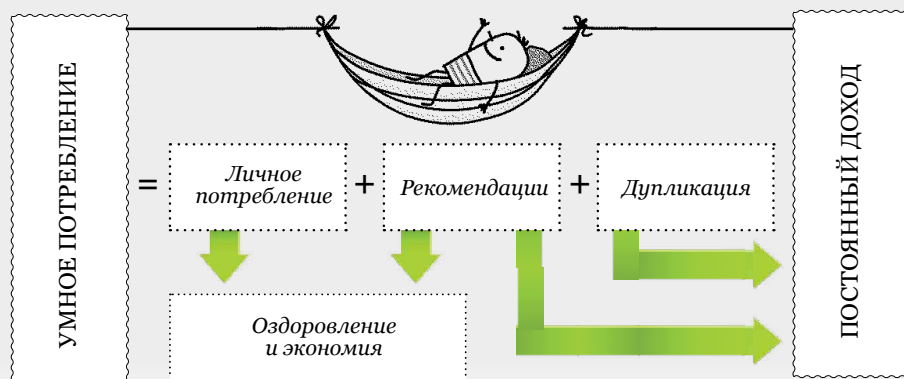 УМНОЕ ПОТРЕБЛЕНИЕ
=
Личное
потребление
+
Рекомендации
+
Дупликация
Оздоровление
и экономия
ПОСТОЯННЫЙ ДОХОД